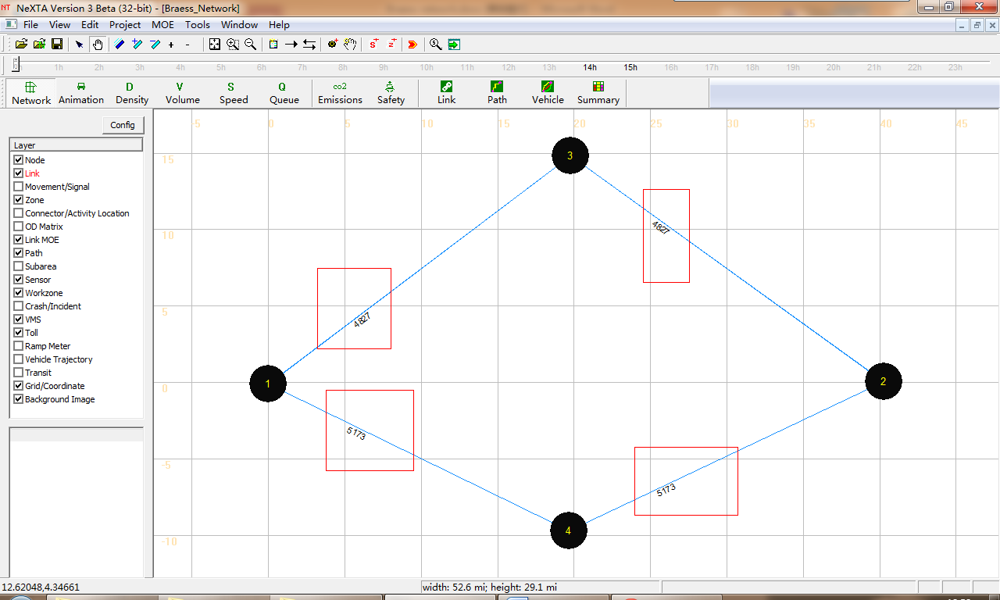 NeXTA Version 3 Beta (32-bit) - [Braess_Network]
File View Edit Project MOE Tools Window Help
1h 2h 3h 4h 5h 6h 7h 8h 9h 10h 11h 12h 13h 14h 15h 16h 17h 18h 19h 20h 21h 22h 23h
Network Animation Density Volume Speed Queue Emissions Safety Link Path Vehicle Summary
Config
Layer
Node
Link
Movement/Signal
Zone
Connector/Activity Location
OD Matrix
Link MOE
Path
Subarea
Sensor
Workzone
Crash/Incident
VMS
Toll
Ramp Meter
Vehicle Trajectory
Transit
Grid/Coordinate
Background Image
-5 0 5 10 15 20 25 30 35 40 45
15
10
5
0
-5
-10
3
4827
4827
1
2
5173
5173
4
12.62048,4.34661
width: 52.6 mi; height: 29.1 mi